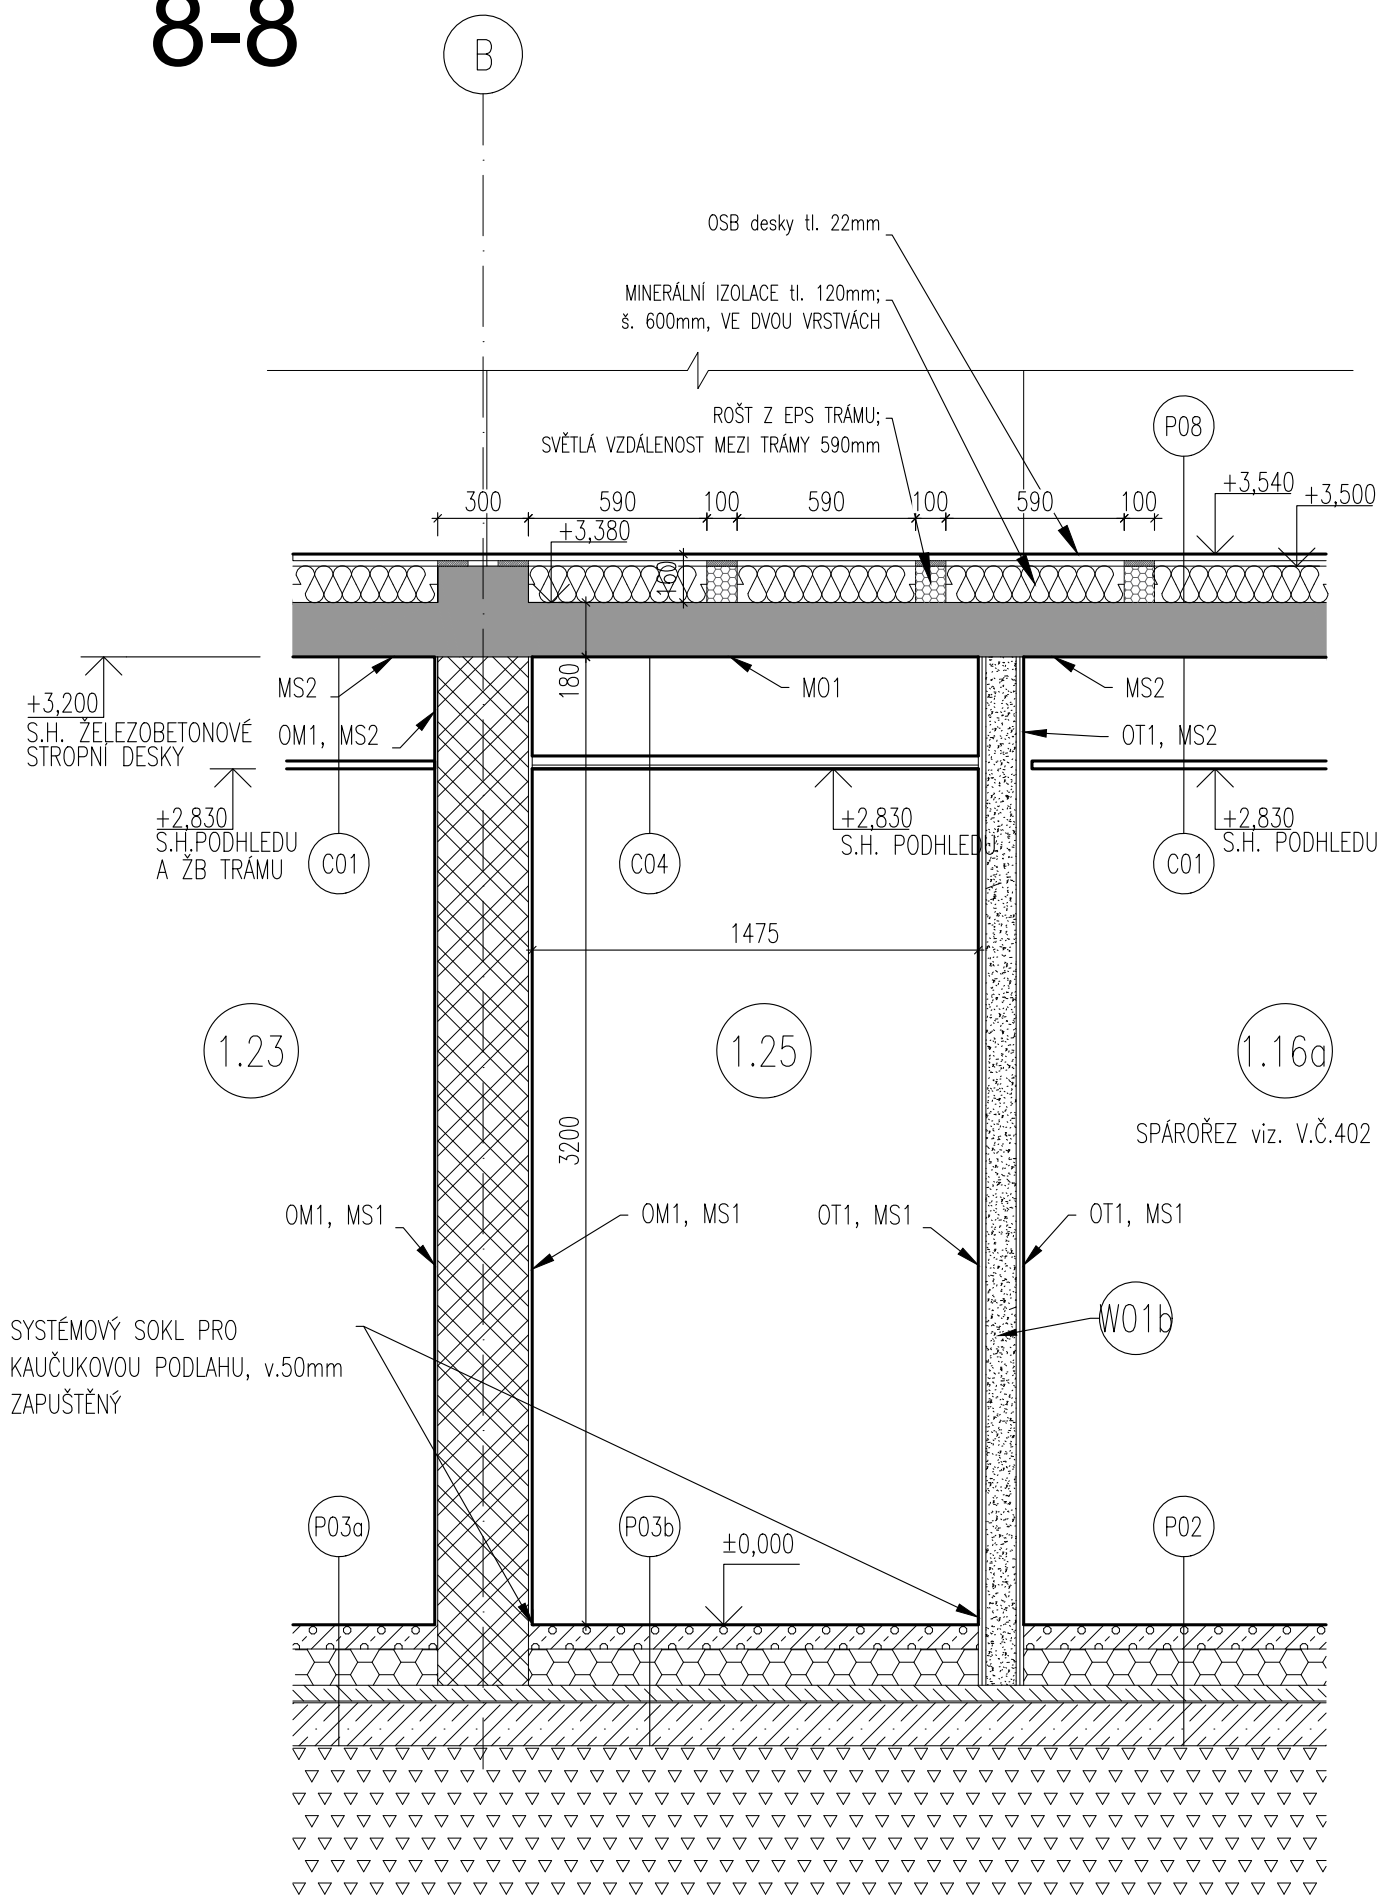 8-8
B
OSB desky tl. 22mm
MINERÁLNÍ IZOLACE tl. 120mm;
š. 600mm, VE DVOU VRSTVÁCH
ROŠT Z EPS TRÁMU;
SVĚTLÁ VZDÁLENOST MEZI TRÁMY 590mm
P08
300
590
100
590
100
590
100
+3,540
+3,500
+3,380
160
180
+3,200
S.H. ŽELEZOBETONOVÉ
STROPNÍ DESKY
MS2
M01
MS2
OM1, MS2
OT1, MS2
+2,830
S.H.PODHLEDU
A ŽB TRÁMU
C01
C04
+2,830
S.H. PODHLEDU
C01
+2,830
S.H. PODHLEDU
1475
1.23
1.25
1.16a
SPÁROŘEZ viz. V.Č.402
3200
OM1, MS1
OM1, MS1
OT1, MS1
OT1, MS1
W01b
SYSTÉMOVÝ SOKL PRO
KAUČUKOVOU PODLAHU, v.50mm
ZAPUŠTĚNÝ
P03a
P03b
±0,000
P02